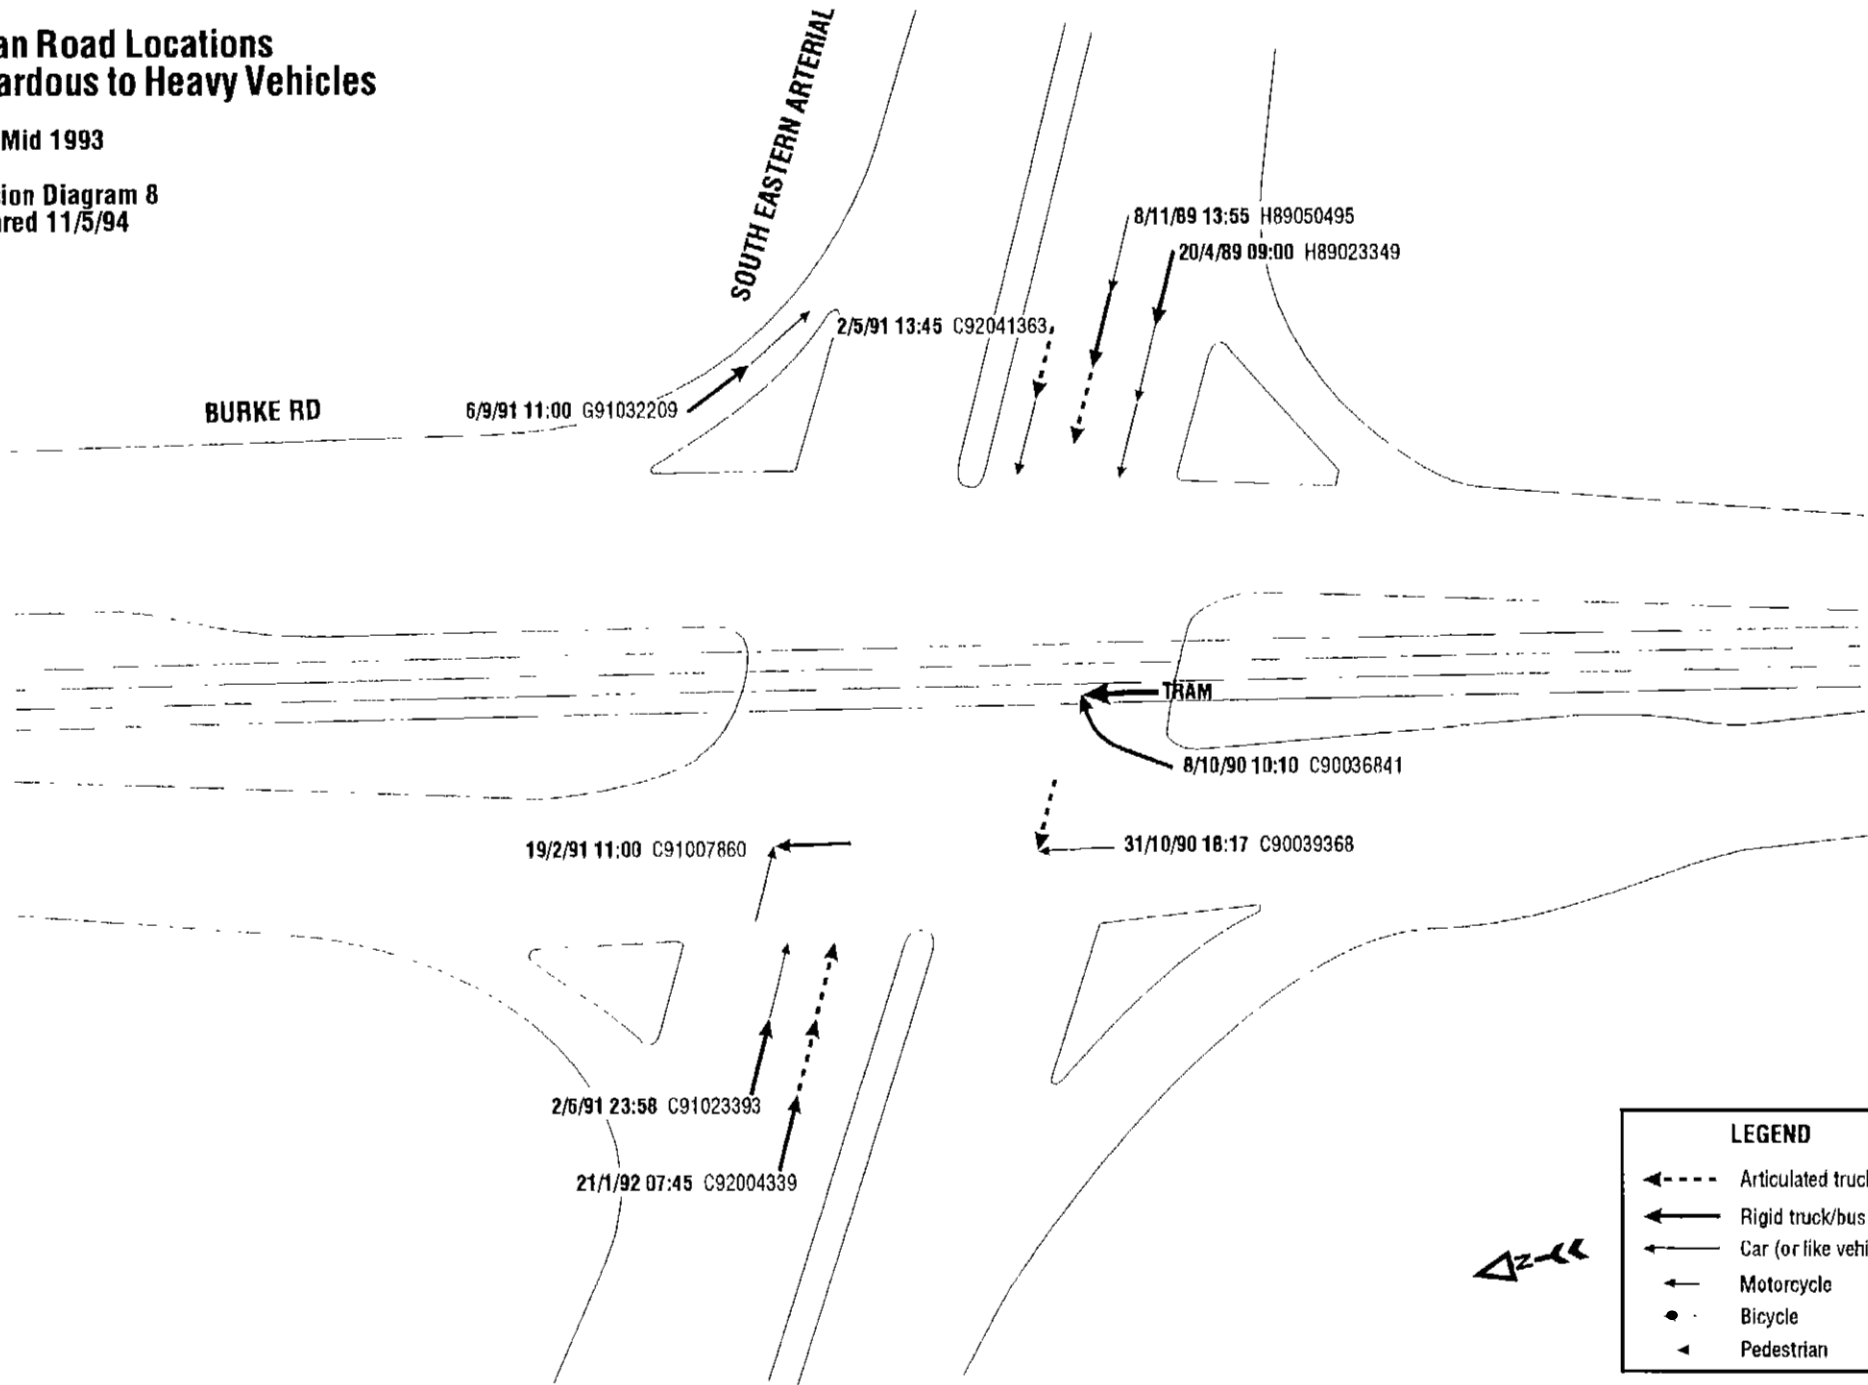 an Road Locations
ardous to Heavy Vehicles
Mid 1993
ion Diagram 8
ared 11/5/94
SOUTH EASTERN ARTERIAL
8/11/89 13:55 H89050495
20/4/89 09:00 H89023349
2/5/91 13:45 C92041363
BURKE RD
6/9/91 11:00 G91032209
TRAM
8/10/90 10:10 C90036841
19/2/91 11:00 C91007860
31/10/90 18:17 C90039368
2/6/91 23:58 C91023393
21/1/92 07:45 C92004339
N
LEGEND
Articulated truc
Rigid truck/bus
Car (or like vehi
Motorcycle
Bicycle
Pedestrian